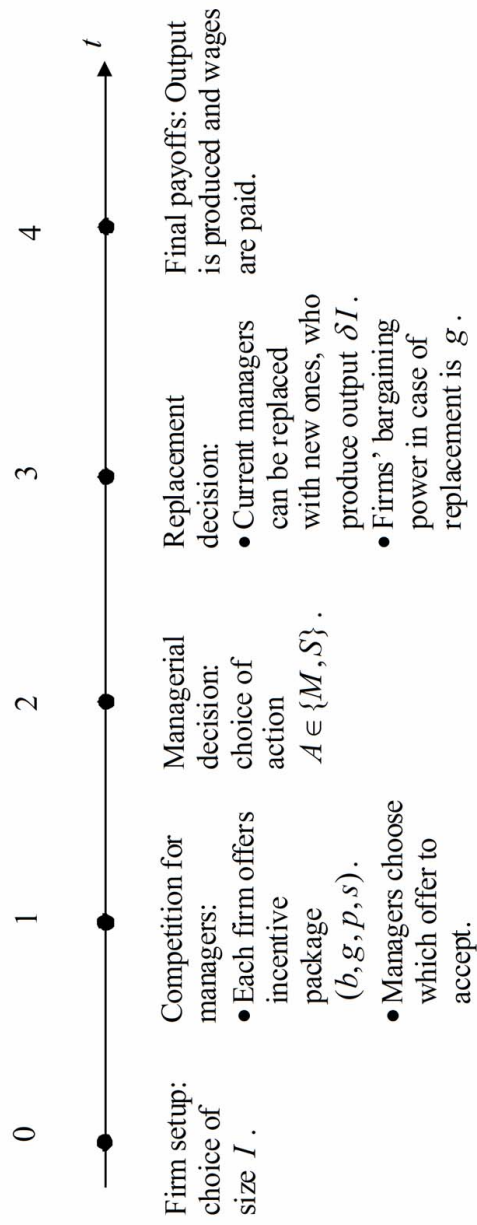 0
1
2
3
4
t
Firm setup:
choice of
size I.
Competition for
managers:
• Each firm offers
incentive
package
(b, g, p, s).
• Managers choose
which offer to
accept.
Managerial
decision:
choice of
action
A ∈ {M, S}.
Replacement
decision:
• Current managers
can be replaced
with new ones, who
produce output δI.
• Firms' bargaining
power in case of
replacement is g.
Final payoffs: Output
is produced and wages
are paid.